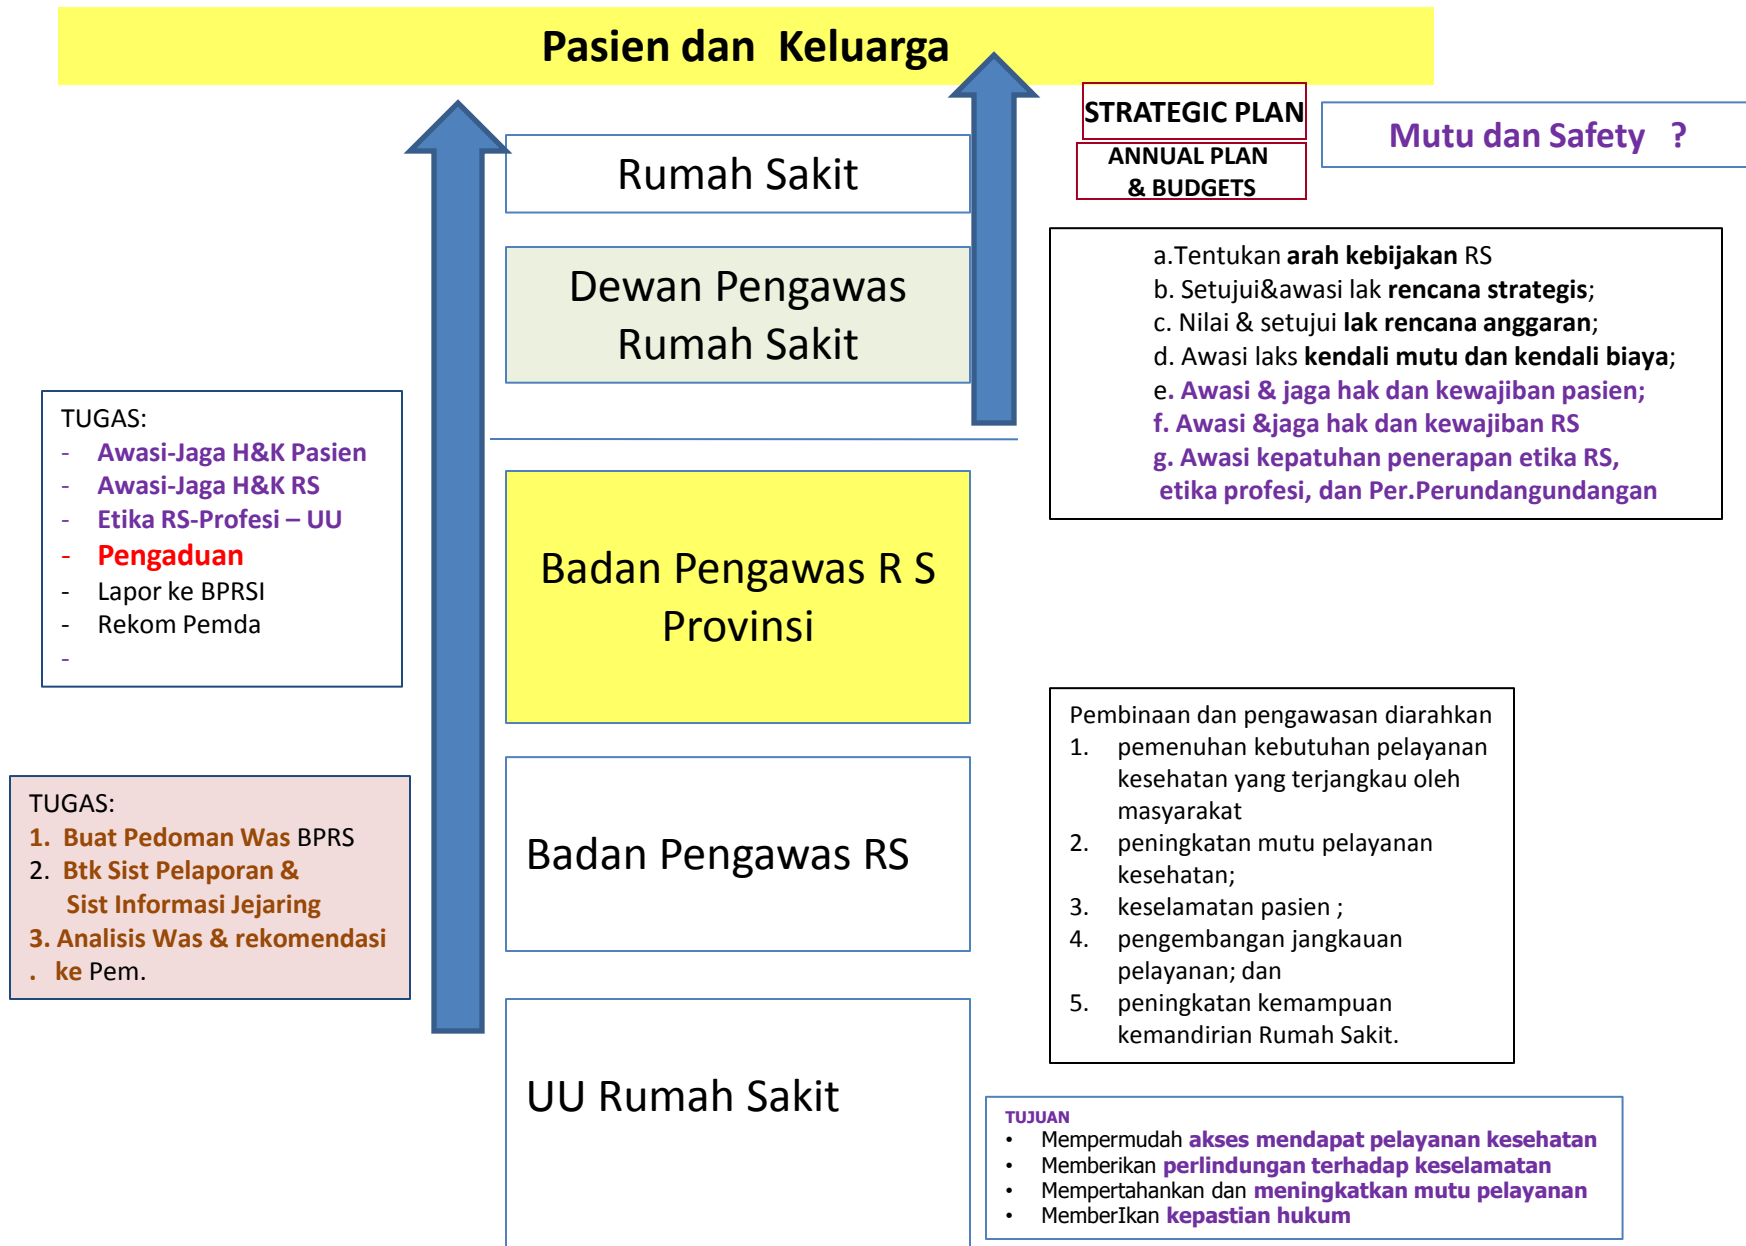 Pasien dan Keluarga
STRATEGIC PLAN
ANNUAL PLAN
& BUDGETS
Mutu dan Safety ?
Rumah Sakit
Dewan Pengawas
Rumah Sakit
a.Tentukan arah kebijakan RS
b. Setujui&awasi lak rencana strategis;
c. Nilai & setujui lak rencana anggaran;
d. Awasi laks kendali mutu dan kendali biaya;
e. Awasi & jaga hak dan kewajiban pasien;
f. Awasi &jaga hak dan kewajiban RS
g. Awasi kepatuhan penerapan etika RS,
etika profesi, dan Per.Perundangundangan
TUGAS:
- Awasi-Jaga H&K Pasien
- Awasi-Jaga H&K RS
- Etika RS-Profesi – UU
- Pengaduan
- Lapor ke BPRSI
- Rekom Pemda
-
Badan Pengawas R S
Provinsi
TUGAS:
1. Buat Pedoman Was BPRS
2. Btk Sist Pelaporan &
Sist Informasi Jejaring
3. Analisis Was & rekomendasi
. ke Pem.
Badan Pengawas RS
Pembinaan dan pengawasan diarahkan
1. pemenuhan kebutuhan pelayanan
kesehatan yang terjangkau oleh
masyarakat
2. peningkatan mutu pelayanan
kesehatan;
3. keselamatan pasien ;
4. pengembangan jangkauan
pelayanan; dan
5. peningkatan kemampuan
kemandirian Rumah Sakit.
UU Rumah Sakit
TUJUAN
• Mempermudah akses mendapat pelayanan kesehatan
• Memberikan perlindungan terhadap keselamatan
• Mempertahankan dan meningkatkan mutu pelayanan
• MemberIkan kepastian hukum